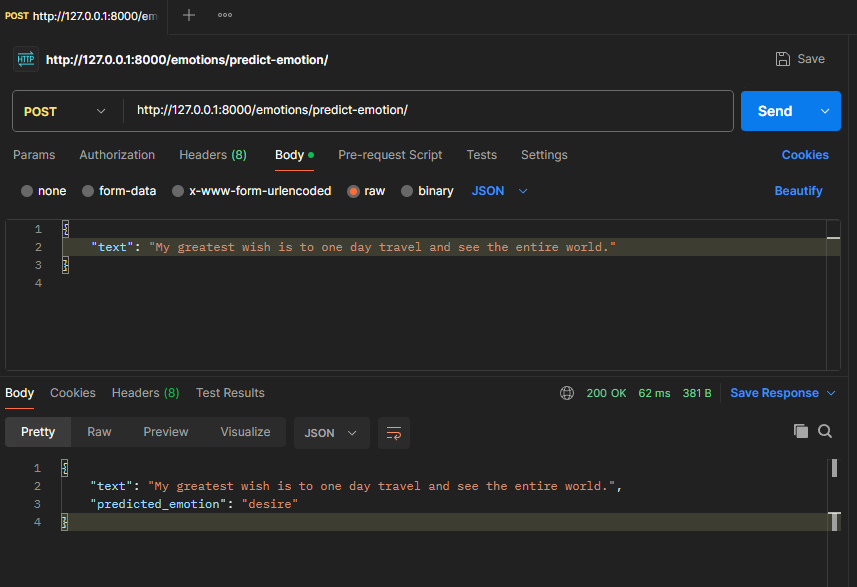 POST http://127.0.0.1:8000/em
HTTP http://127.0.0.1:8000/emotions/predict-emotion/ Save
POST http://127.0.0.1:8000/emotions/predict-emotion/ Send
Params Authorization Headers (8) Body Pre-request Script Tests Settings Cookies
none form-data x-www-form-urlencoded raw binary JSON Beautify
1 {
2 "text": "My greatest wish is to one day travel and see the entire world."
3 }
4
Body Cookies Headers (8) Test Results 200 OK 62 ms 381 B Save Response
Pretty Raw Preview Visualize JSON
1 {
2 "text": "My greatest wish is to one day travel and see the entire world.",
3 "predicted_emotion": "desire"
4 }